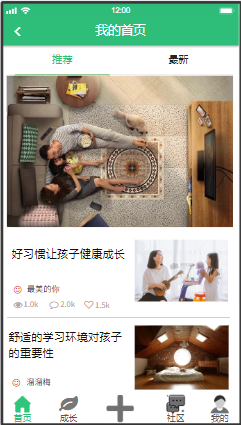 12:00
我的首页
推荐
最新
好习惯让孩子健康成长
最美的你
1.0k
2.0k
1.5k
舒适的学习环境对孩子
的重要性
溜溜梅
首页
成长
社区
我的